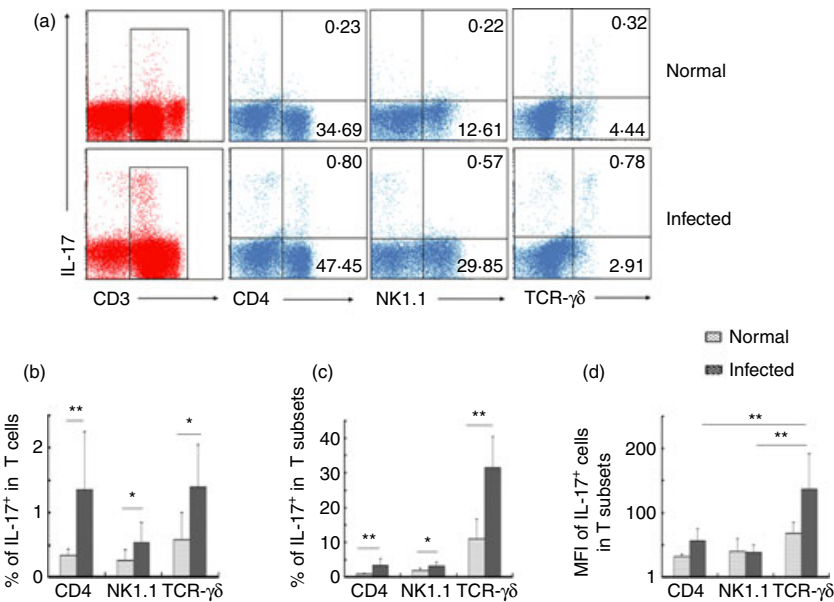 (a)
IL-17
0·23
0·22
0·32
Normal
34·69
12·61
4·44
0·80
0·57
0·78
Infected
47·45
29·85
2·91
CD3
CD4
NK1.1
TCR-γδ
Normal
Infected
(b)
% of IL-17+ in T cells
2
1
0
**
*
*
CD4 NK1.1 TCR-γδ
(c)
% of IL-17+ in T subsets
40
30
20
10
0
**
*
**
CD4 NK1.1 TCR-γδ
(d)
MFI of IL-17+ cells
in T subsets
200
100
1
**
**
CD4 NK1.1 TCR-γδ